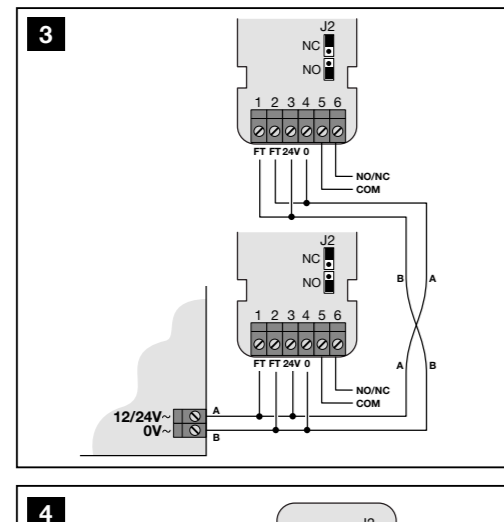 3
J2
NC
NO
1 2 3 4 5 6
FT FT 24V 0
NO/NC
COM
B A
J2
NC
NO
1 2 3 4 5 6
FT FT 24V 0
A B
NO/NC
COM
12/24V~ A
0V~ B
4
J2